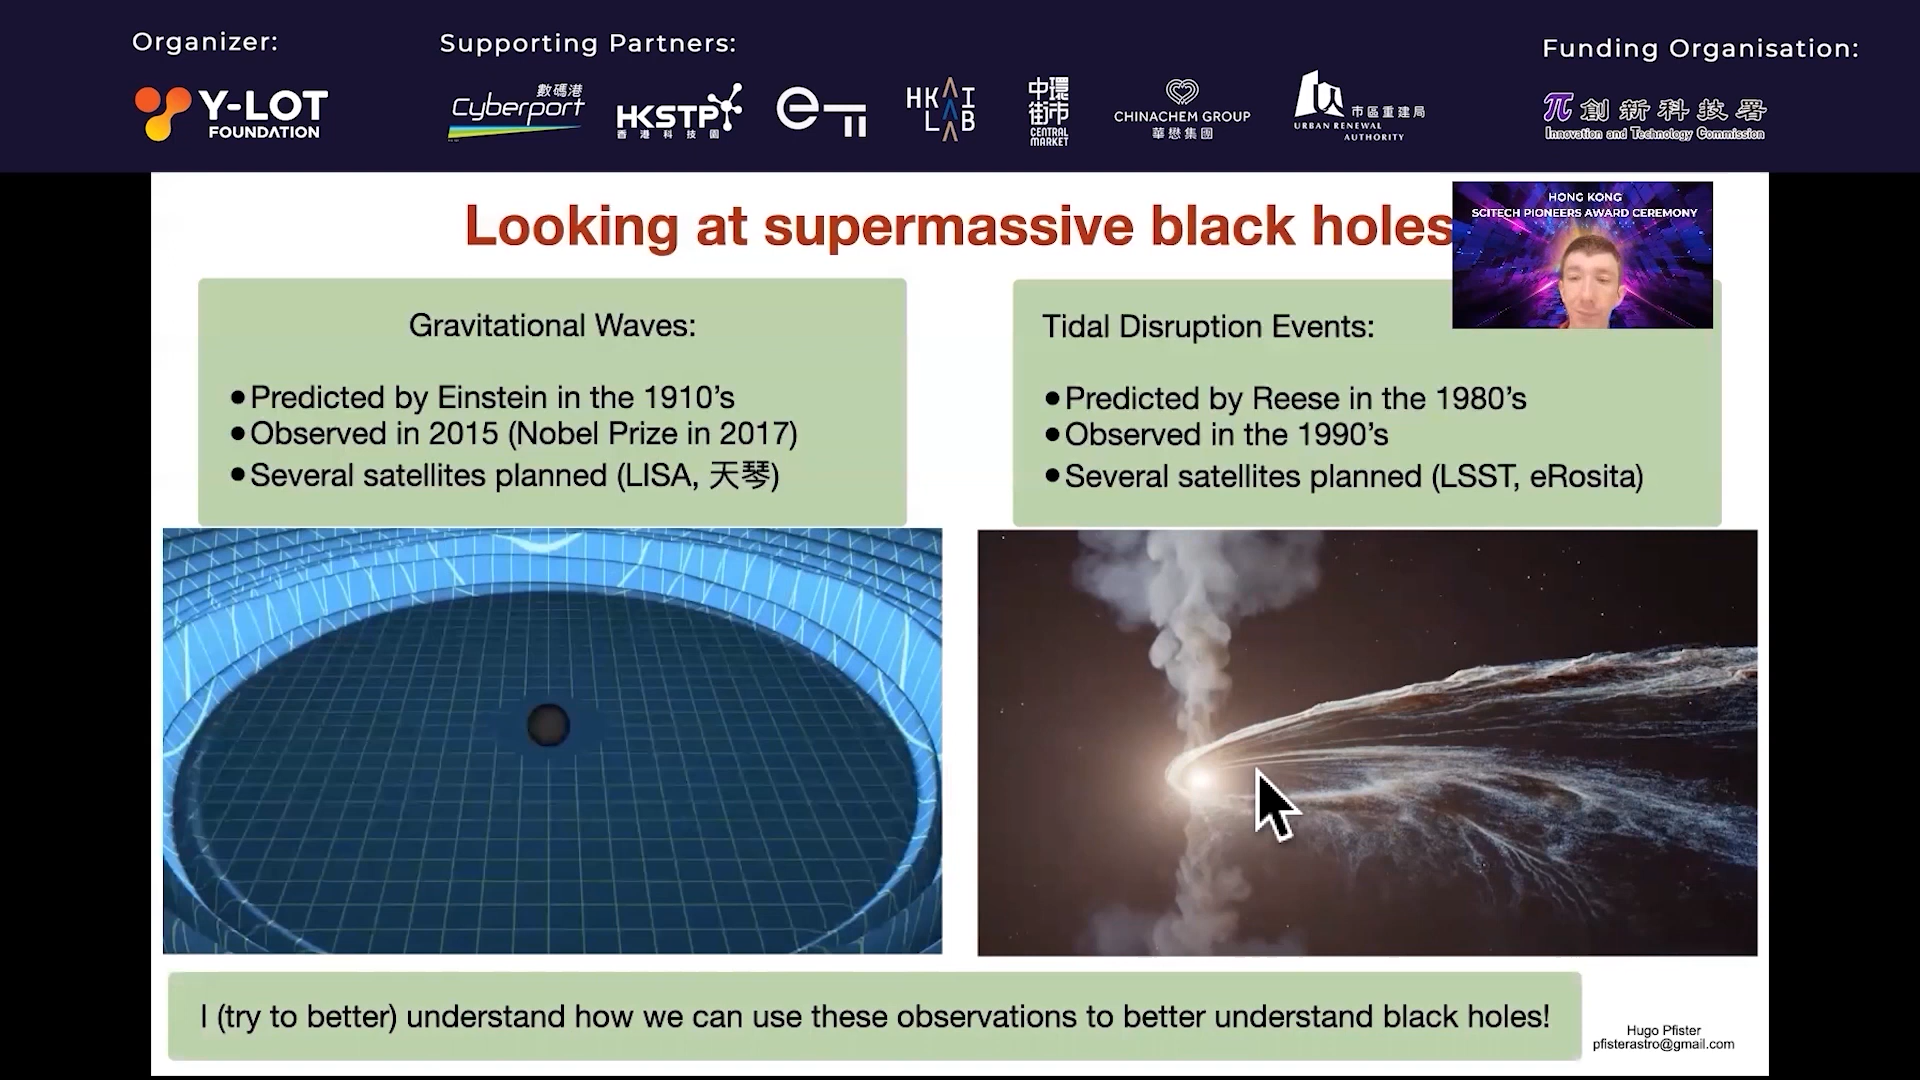 Organizer:
Supporting Partners:
Funding Organisation:
Y-LOT
FOUNDATION
數碼港
Cyberport
HKSTP
香港科技園
HK AI
LAB
中環
街市
CENTRAL
MARKET
CHINACHEM GROUP
華懋集團
市區重建局
URBAN RENEWAL
AUTHORITY
創新科技署
Innovation and Technology Commission
Looking at supermassive black holes
HONG KONG
SCITECH PIONEERS AWARD CEREMONY
Gravitational Waves:
●Predicted by Einstein in the 1910's
●Observed in 2015 (Nobel Prize in 2017)
●Several satellites planned (LISA, 天琴)
Tidal Disruption Events:
●Predicted by Reese in the 1980's
●Observed in the 1990's
●Several satellites planned (LSST, eRosita)
I (try to better) understand how we can use these observations to better understand black holes!
Hugo Pfister
pfisterastro@gmail.com